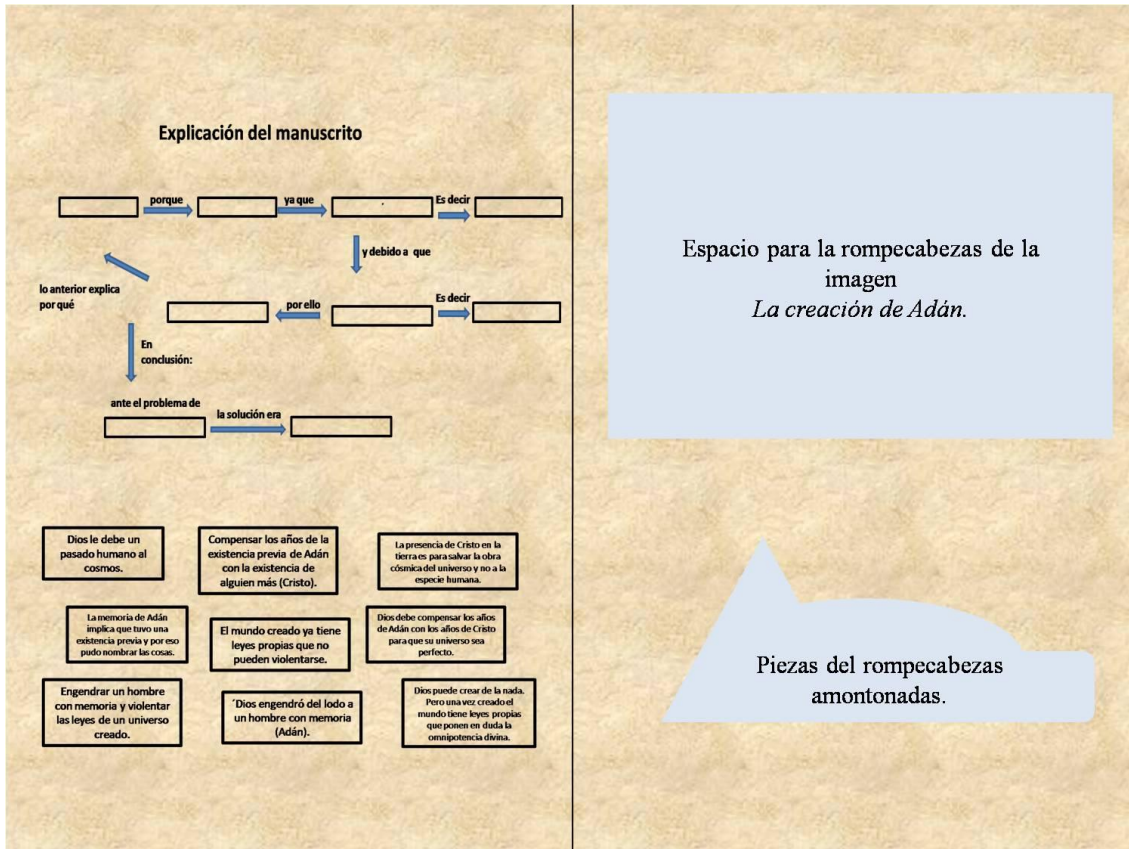 Explicación del manuscrito
porque
ya que
Es decir
y debido a que
lo anterior explica
por qué
por ello
Es decir
En
conclusión:
ante el problema de
la solución era
Dios le debe un
pasado humano al
cosmos.
Compensar los años de la
existencia previa de Adán
con la existencia de
alguien más (Cristo).
La presencia de Cristo en la
tierra es para salvar la obra
cósmica del universo y no a la
especie humana.
La memoria de Adán
implica que tuvo una
existencia previa y por eso
pudo nombrar las cosas.
El mundo creado ya tiene
leyes propias que no
pueden violentarse.
Dios debe compensar los años
de Adán con los años de Cristo
para que su universo sea
perfecto.
Engendrar un hombre
con memoria y violentar
las leyes de un universo
creado.
´Dios engendró del lodo a
un hombre con memoria
(Adán).
Dios puede crear de la nada.
Pero una vez creado el
mundo tiene leyes propias
que ponen en duda la
omnipotencia divina.
Espacio para la rompecabezas de la
imagen
La creación de Adán.
Piezas del rompecabezas
amontonadas.